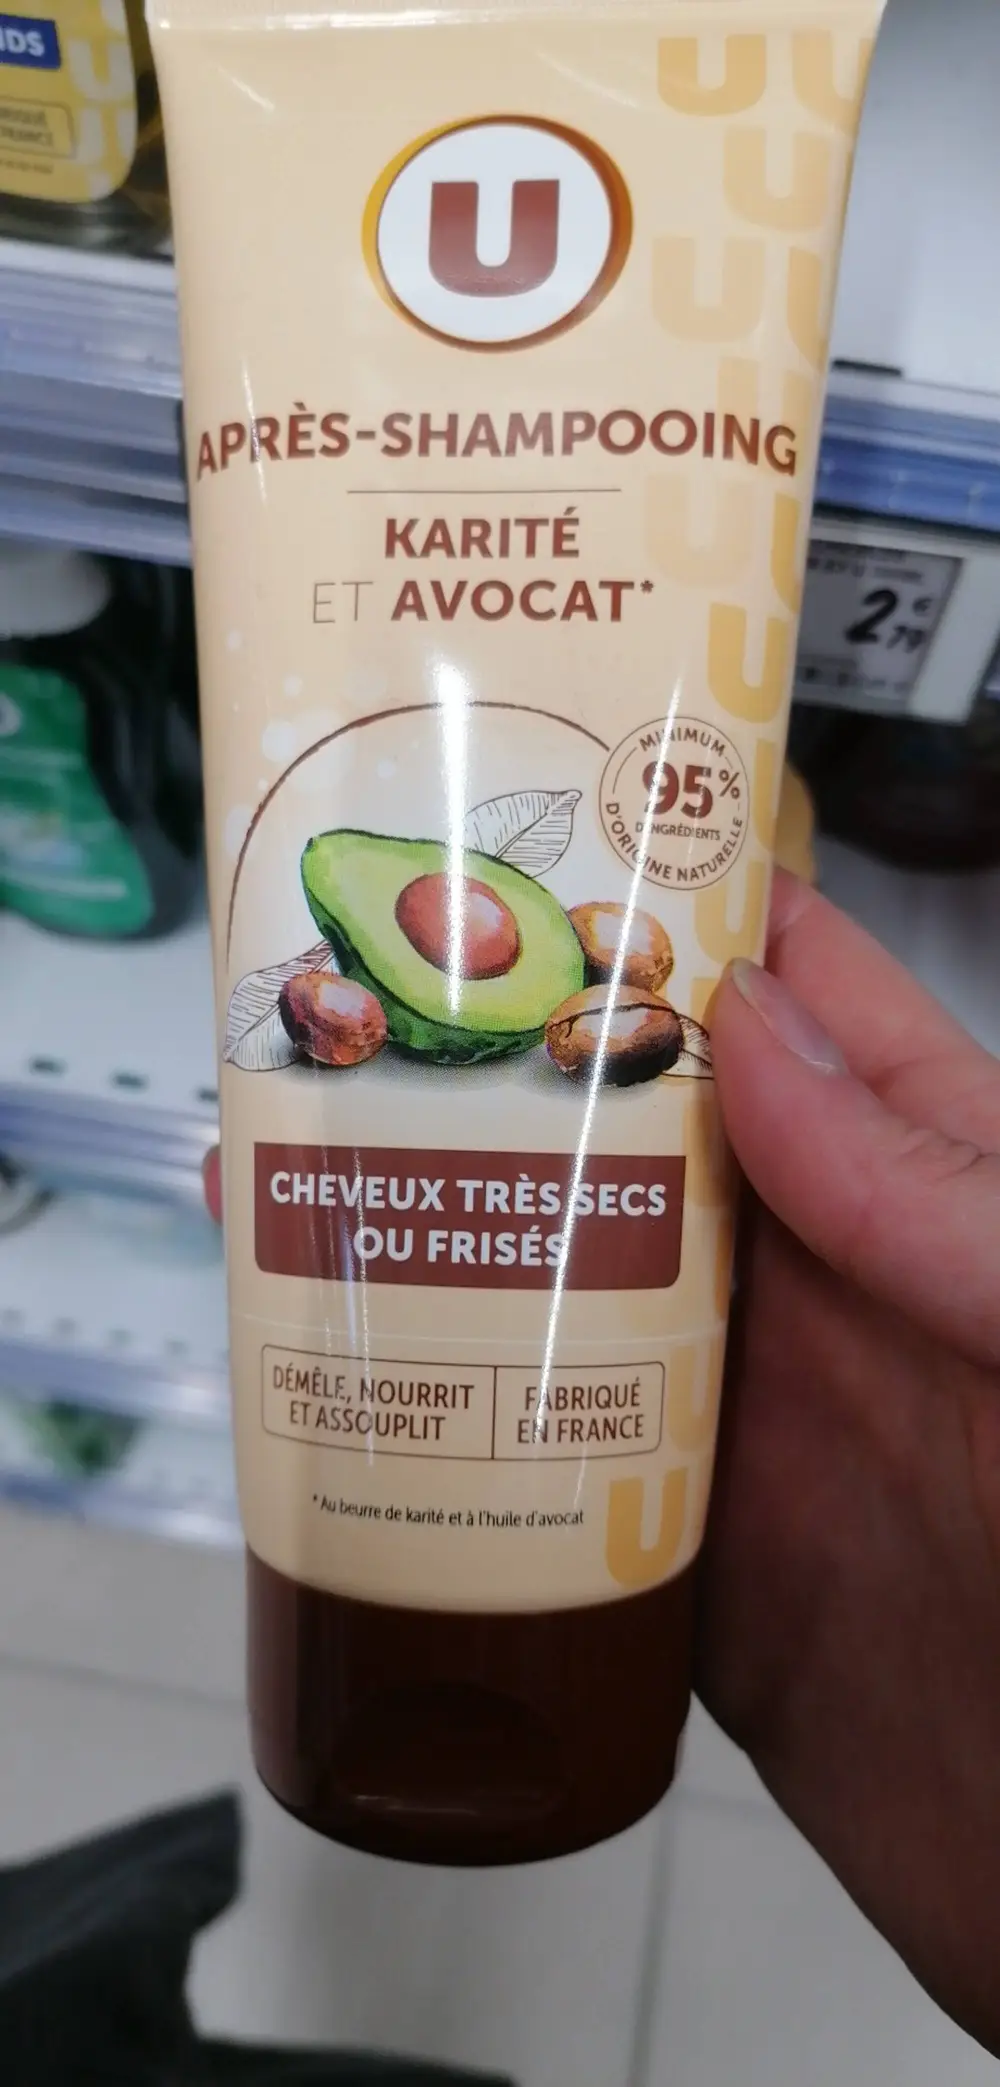 DS
U
APRÈS-SHAMPOOING
KARITÉ
ET AVOCAT*
2€79
MINIMUM
95%
D'INGRÉDIENTS
D'ORIGINE NATURELLE
CHEVEUX TRÈS SECS
OU FRISÉS
DÉMÊLE, NOURRIT
ET ASSOUPLIT
FABRIQUÉ
EN FRANCE
* Au beurre de karité et à l'huile d'avocat